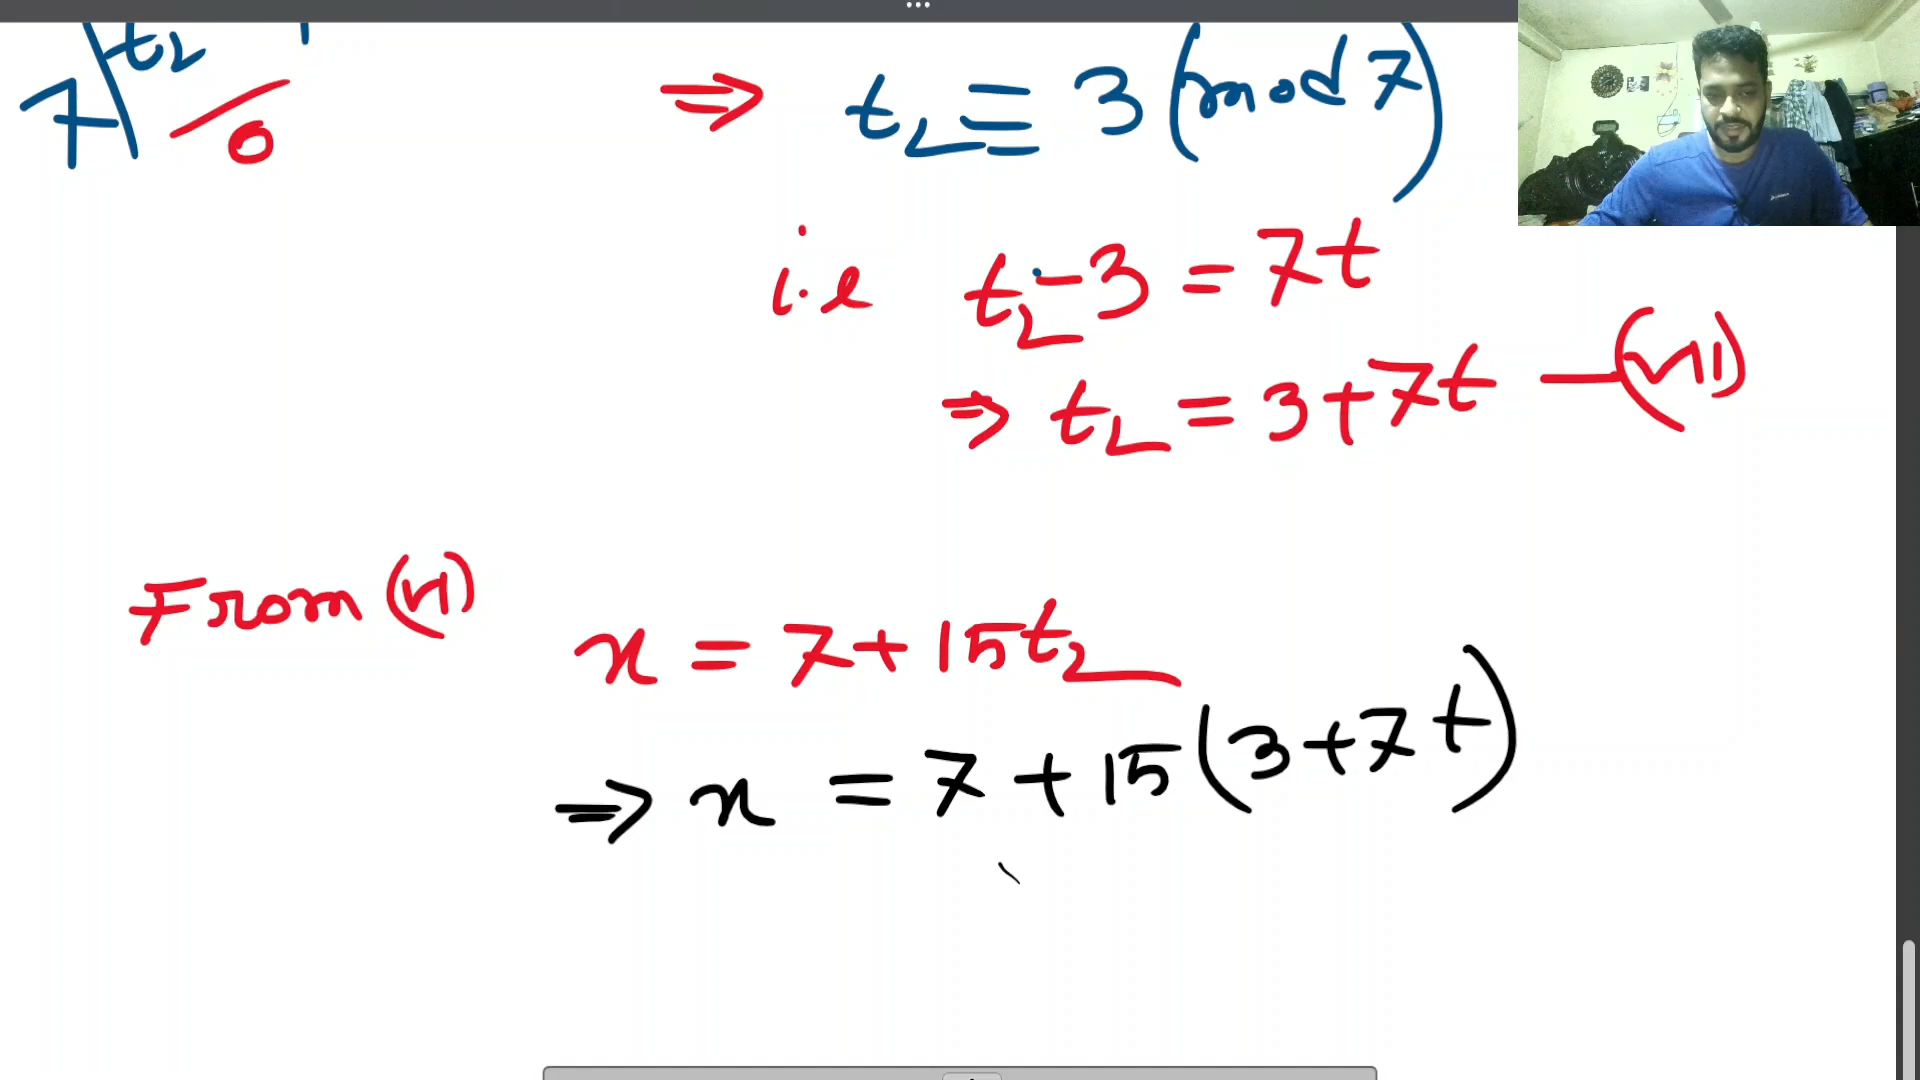 7 | t₂ / 0
⇒ t₂ ≡ 3 (mod 7)
i.e t₂ - 3 = 7t
⇒ t₂ = 3 + 7t — (vii)
From (vi)
x = 7 + 15t₂
⇒ x = 7 + 15 (3 + 7t)